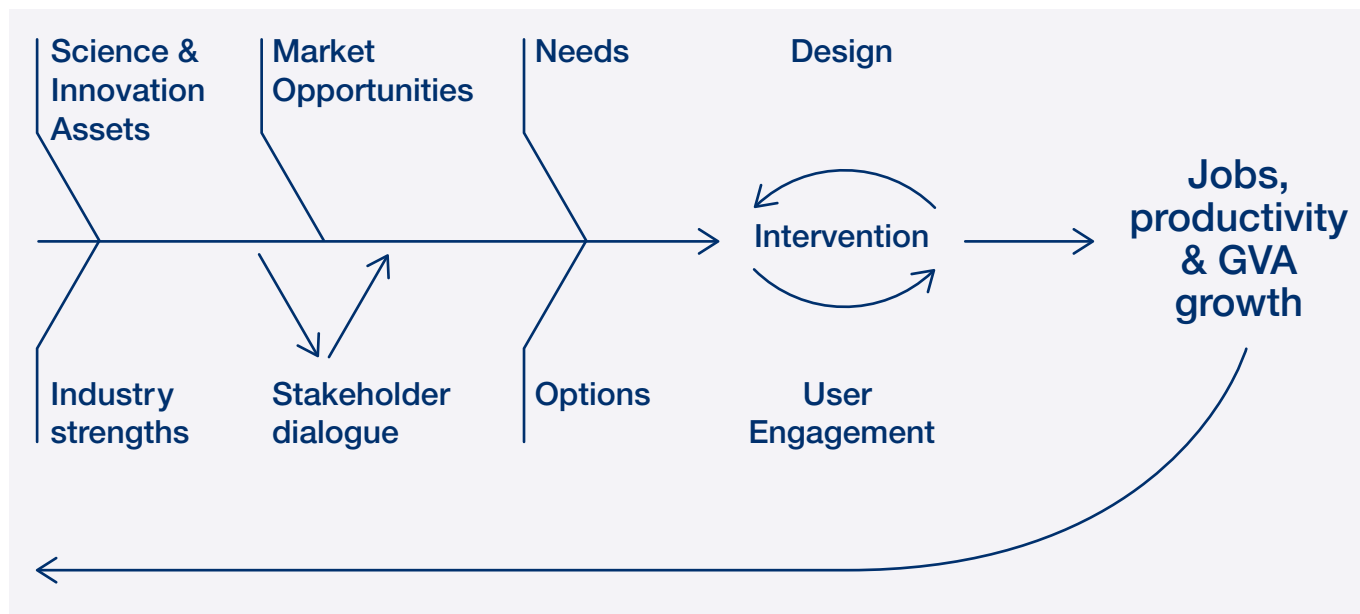 Science &
Innovation
Assets
Market
Opportunities
Needs
Design
Intervention
Jobs,
productivity
& GVA
growth
Industry
strengths
Stakeholder
dialogue
Options
User
Engagement